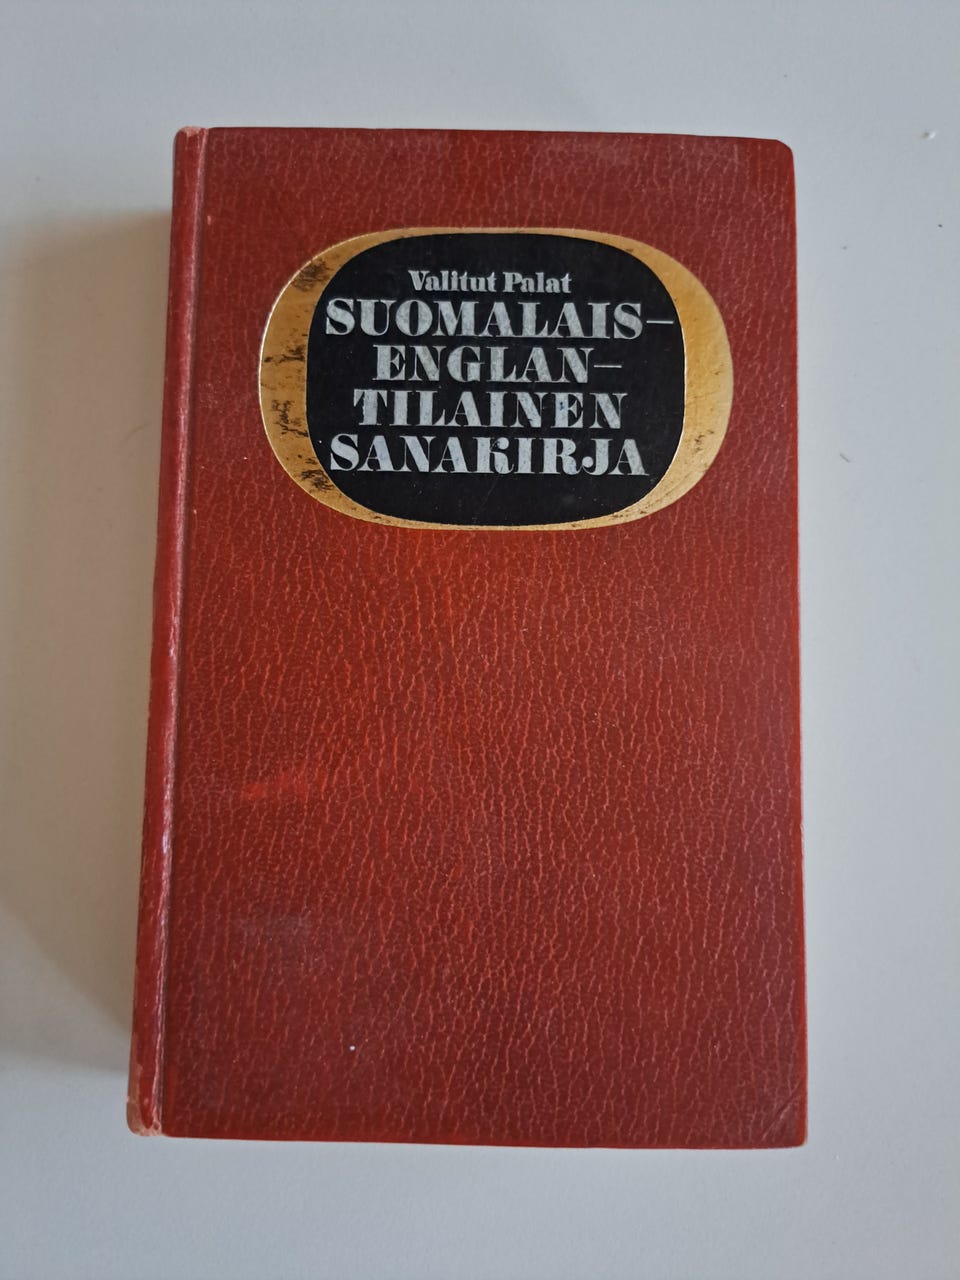 Valitut Palat
SUOMALAIS–
ENGLAN–
TILAINEN
SANAKIRJA